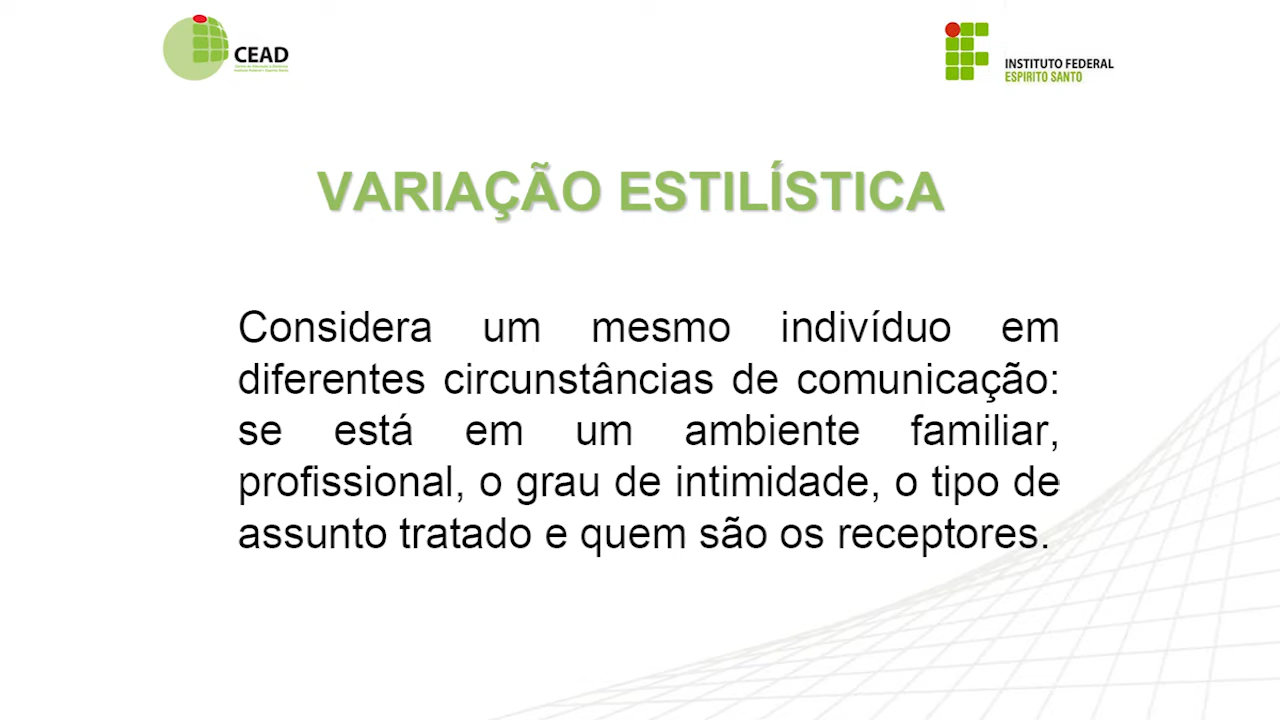 CEAD
INSTITUTO FEDERAL
ESPÍRITO SANTO
VARIAÇÃO ESTILÍSTICA
Considera um mesmo indivíduo em
diferentes circunstâncias de comunicação:
se está em um ambiente familiar,
profissional, o grau de intimidade, o tipo de
assunto tratado e quem são os receptores.